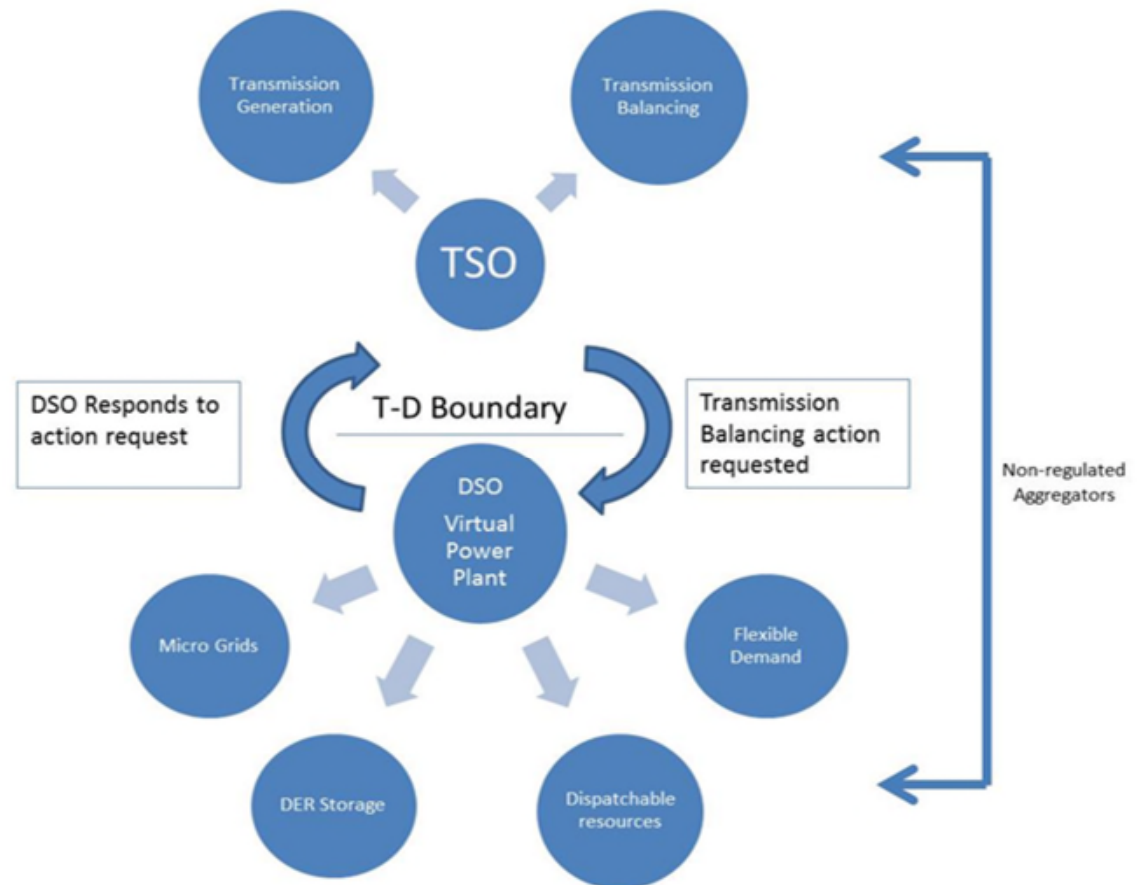 Transmission
Generation
Transmission
Balancing
TSO
DSO Responds to
action request
T-D Boundary
Transmission
Balancing action
requested
Non-regulated
Aggregators
DSO
Virtual
Power
Plant
Micro Grids
Flexible
Demand
DER Storage
Dispatchable
resources